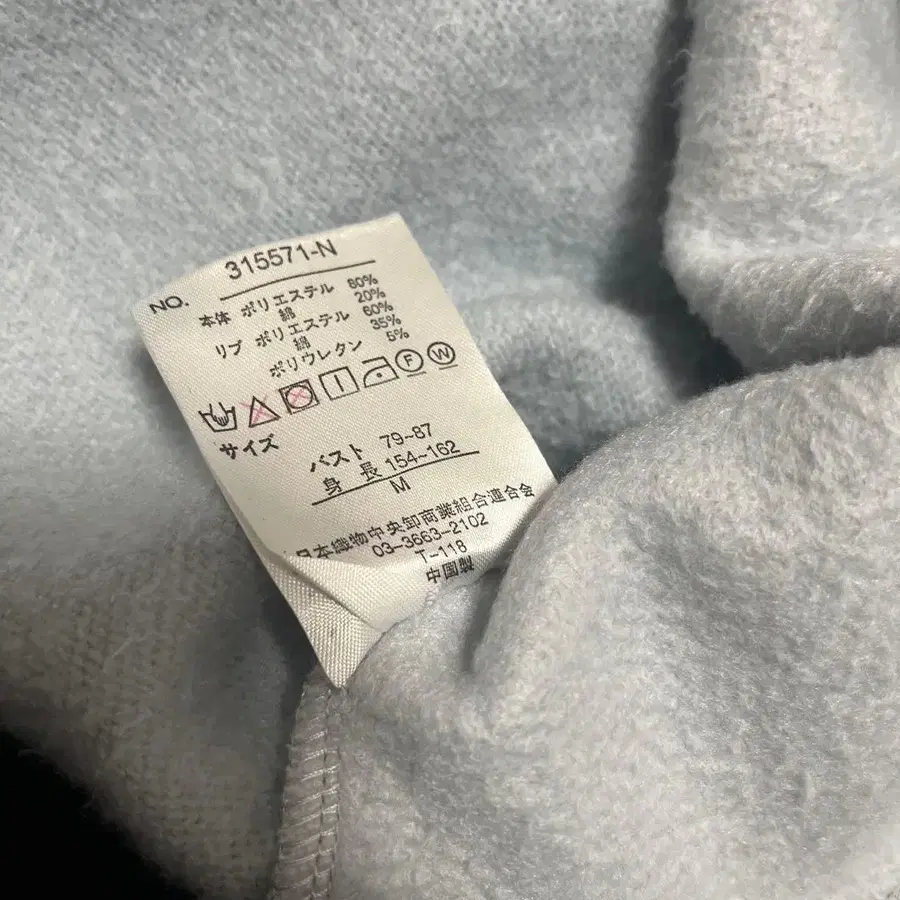 NO. 315571-N
本体 ポリエステル 80%
綿 20%
リブ ポリエステル 60%
綿 35%
ポリウレタン 5%
F W
サイズ
バスト 79~87
身長 154~162
M
日本織物中央卸商業組合連合会
03-3663-2102
T-118
中国製